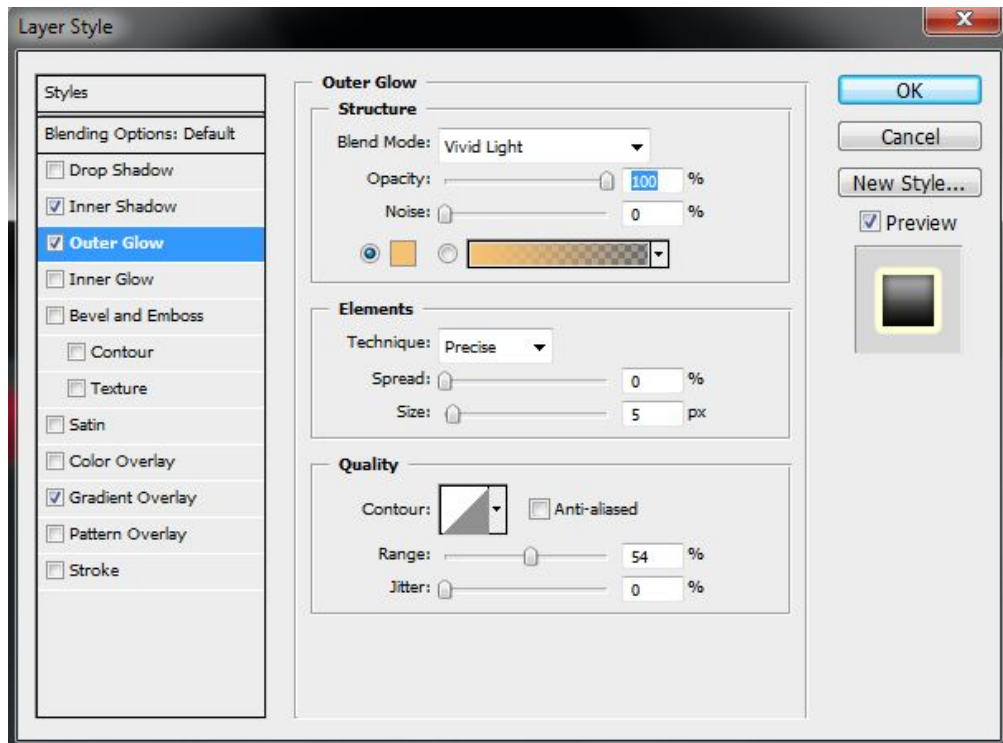 Layer Style
Styles
Blending Options: Default
Drop Shadow
Inner Shadow
Outer Glow
Inner Glow
Bevel and Emboss
Contour
Texture
Satin
Color Overlay
Gradient Overlay
Pattern Overlay
Stroke
Outer Glow
Structure
Blend Mode: Vivid Light
Opacity: 100 %
Noise: 0 %
Elements
Technique: Precise
Spread: 0 %
Size: 5 px
Quality
Contour: Anti-aliased
Range: 54 %
Jitter: 0 %
OK
Cancel
New Style...
Preview